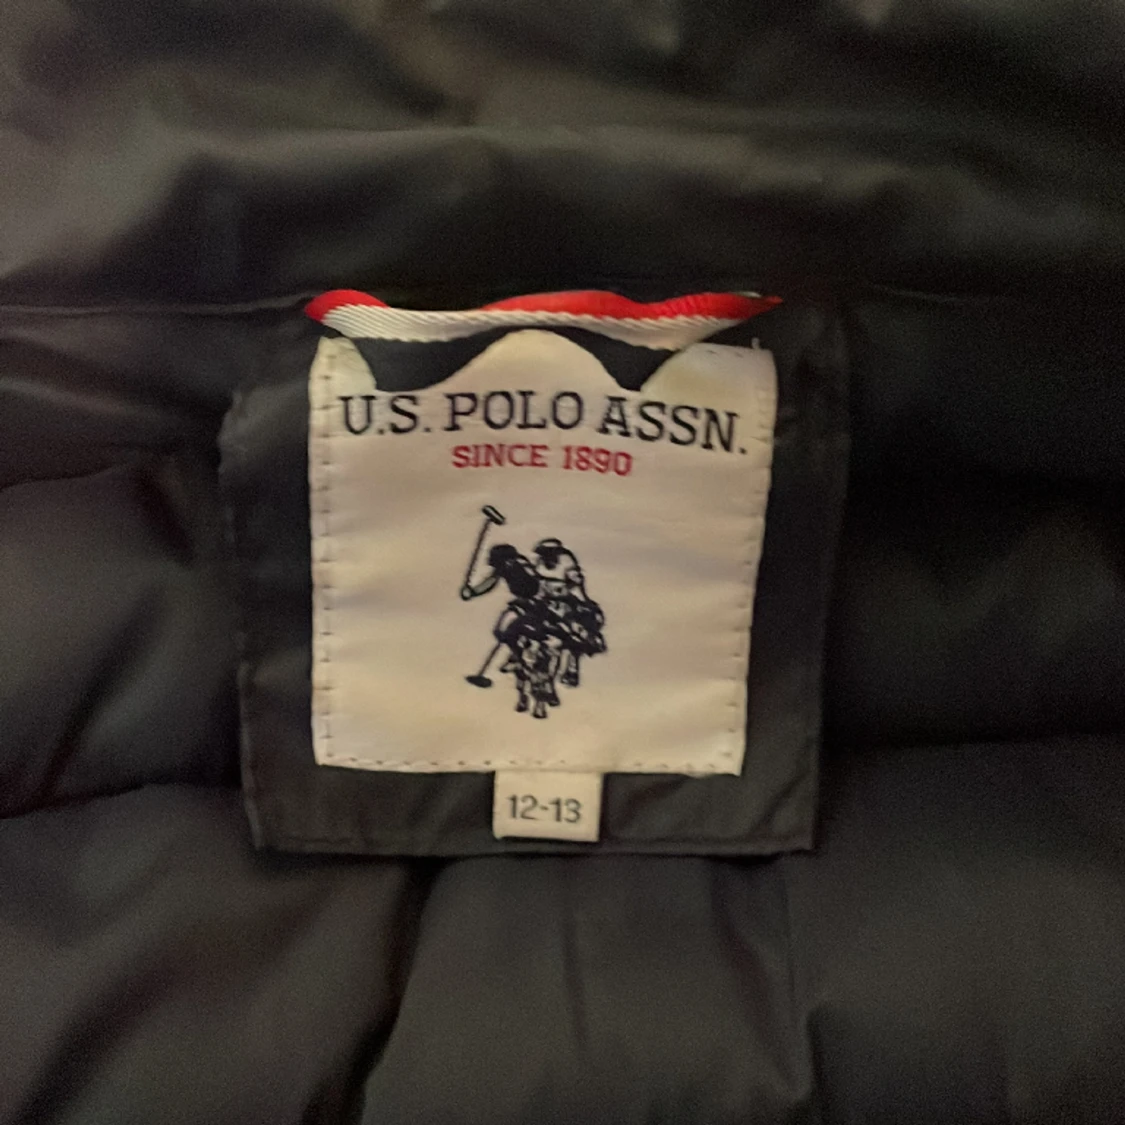 U.S. POLO ASSN.
SINCE 1890
12-13